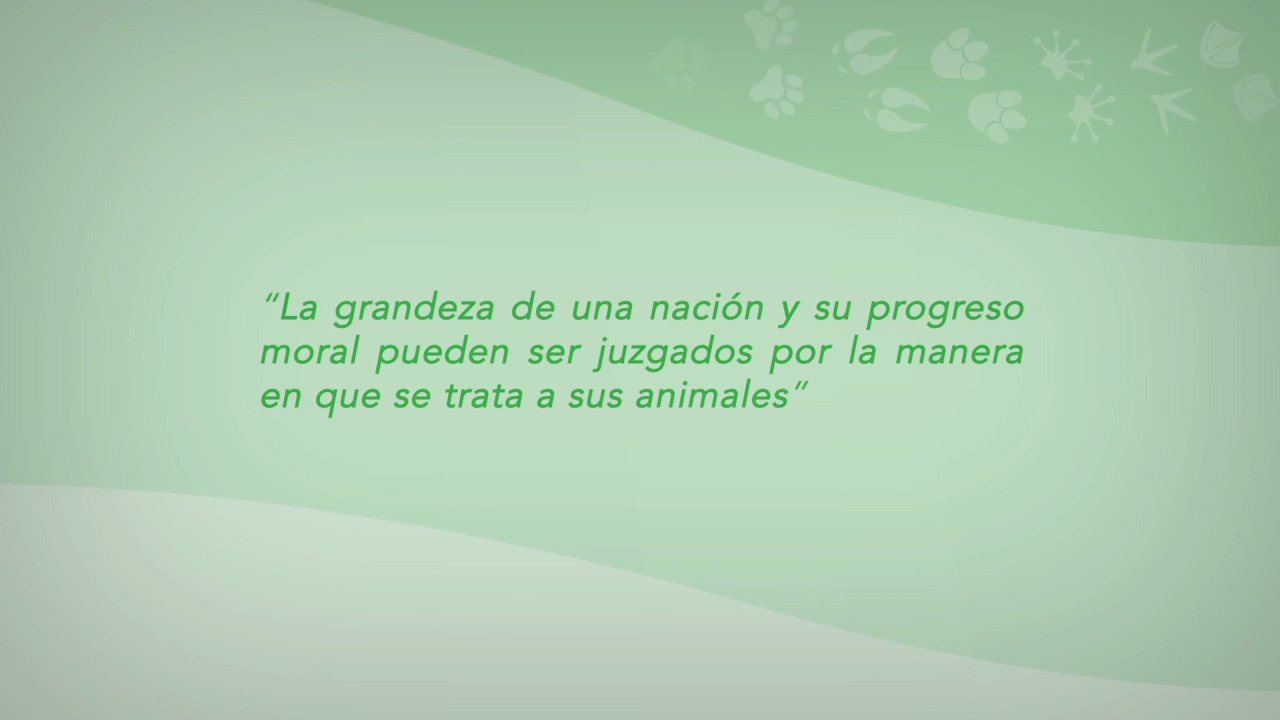 “La grandeza de una nación y su progreso
moral pueden ser juzgados por la manera
en que se trata a sus animales”